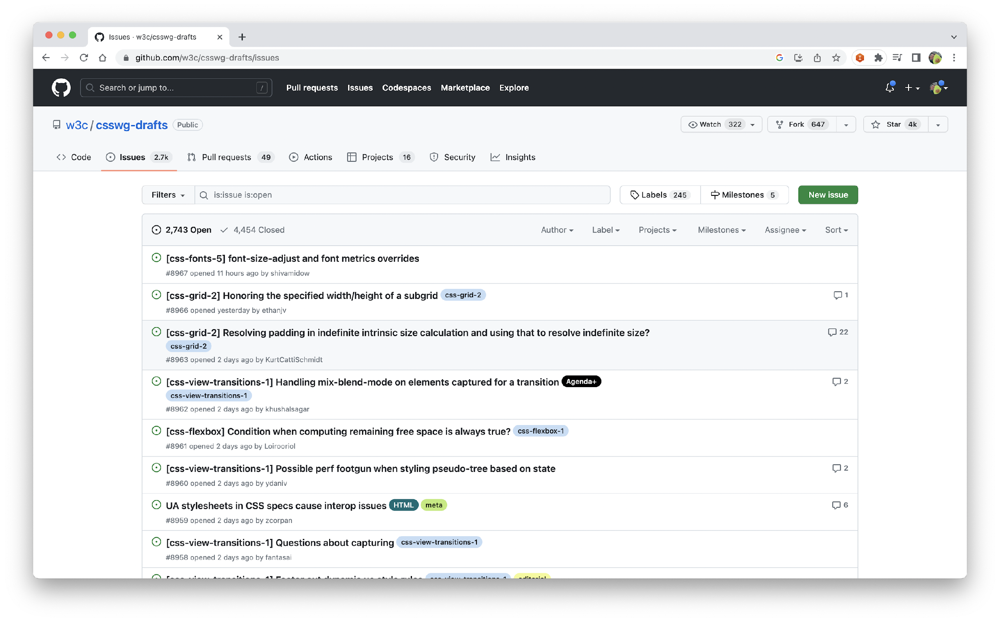 Issues · w3c/csswg-drafts
github.com/w3c/csswg-drafts/issues
Search or jump to... /
Pull requests Issues Codespaces Marketplace Explore
w3c / csswg-drafts Public
Watch 322 Fork 647 Star 4k
Code Issues 2.7k Pull requests 49 Actions Projects 16 Security Insights
Filters is:issue is:open Labels 245 Milestones 5 New issue
2,743 Open 4,454 Closed Author Label Projects Milestones Assignee Sort
[css-fonts-5] font-size-adjust and font metrics overrides
#8967 opened 11 hours ago by shivamidow
[css-grid-2] Honoring the specified width/height of a subgrid css-grid-2 1
#8966 opened yesterday by ethanjv
[css-grid-2] Resolving padding in indefinite intrinsic size calculation and using that to resolve indefinite size? 22
css-grid-2
#8963 opened 2 days ago by KurtCattiSchmidt
[css-view-transitions-1] Handling mix-blend-mode on elements captured for a transition Agenda+ 2
css-view-transitions-1
#8962 opened 2 days ago by khushalsagar
[css-flexbox] Condition when computing remaining free space is always true? css-flexbox-1
#8961 opened 2 days ago by Loirooriol
[css-view-transitions-1] Possible perf footgun when styling pseudo-tree based on state 2
#8960 opened 2 days ago by ydaniv
UA stylesheets in CSS specs cause interop issues HTML meta 6
#8959 opened 2 days ago by zcorpan
[css-view-transitions-1] Questions about capturing css-view-transitions-1
#8958 opened 2 days ago by fantasai
[css-view-transitions-1] css-view-transitions-1 editorial